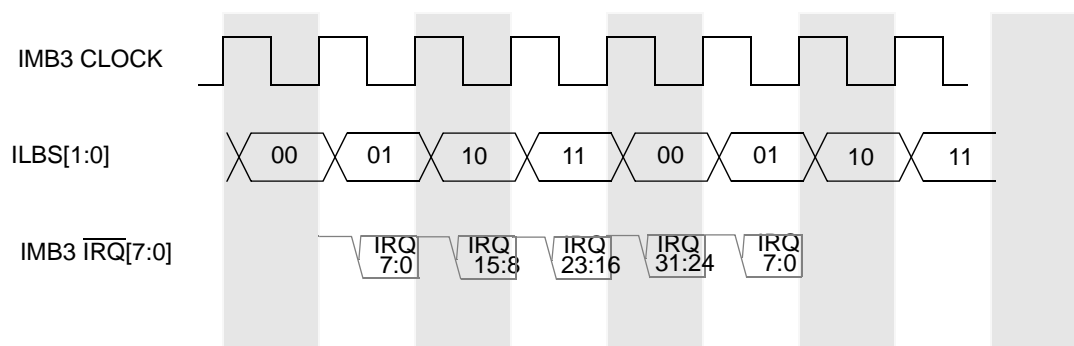 IMB3 CLOCK
ILBS[1:0] 00 01 10 11 00 01 10 11
IMB3 IRQ[7:0] IRQ 7:0 IRQ 15:8 IRQ 23:16 IRQ 31:24 IRQ 7:0